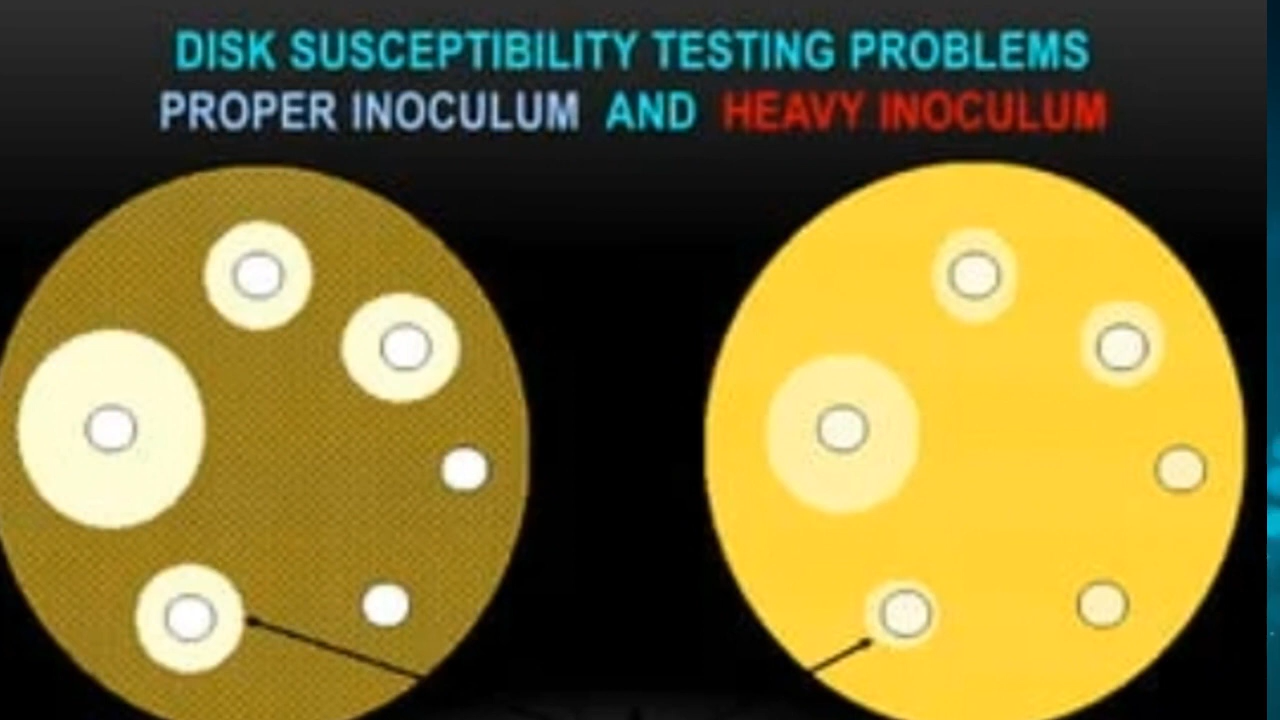 DISK SUSCEPTIBILITY TESTING PROBLEMS
PROPER INOCULUM AND HEAVY INOCULUM